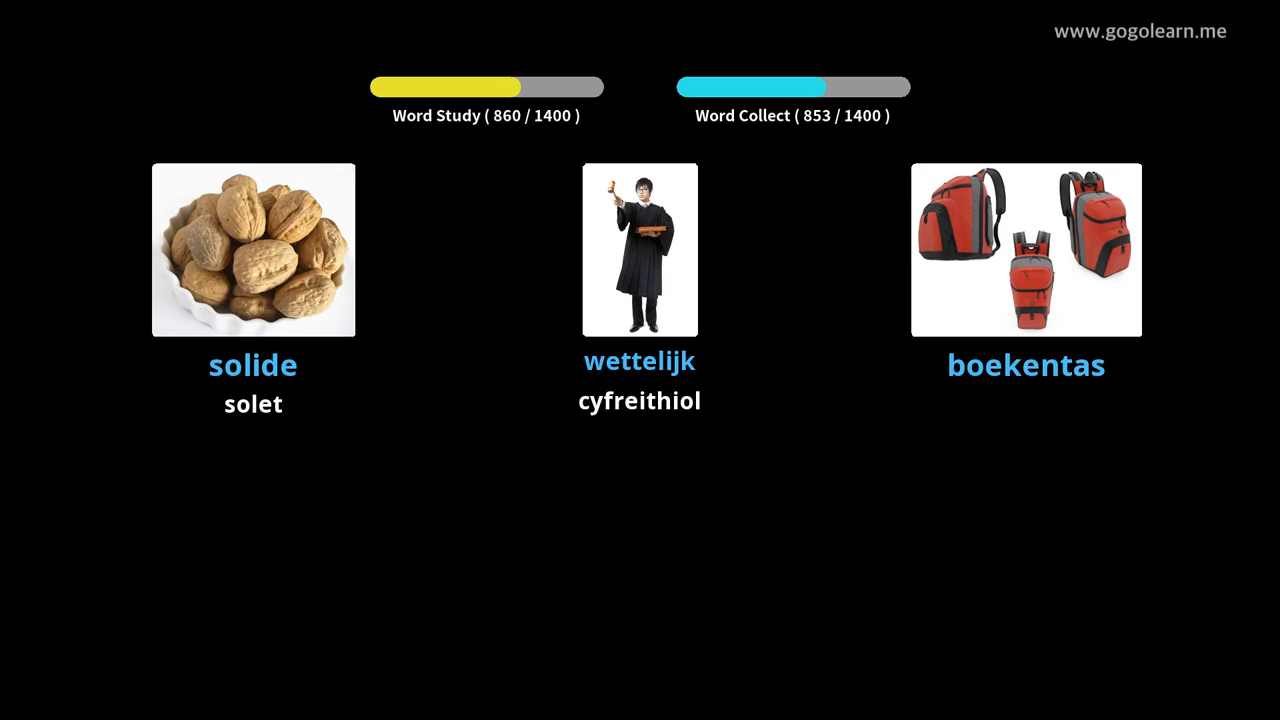 www.gogolearn.me
Word Study ( 860 / 1400 )
Word Collect ( 853 / 1400 )
solide
wettelijk
boekentas
solet
cyfreithiol